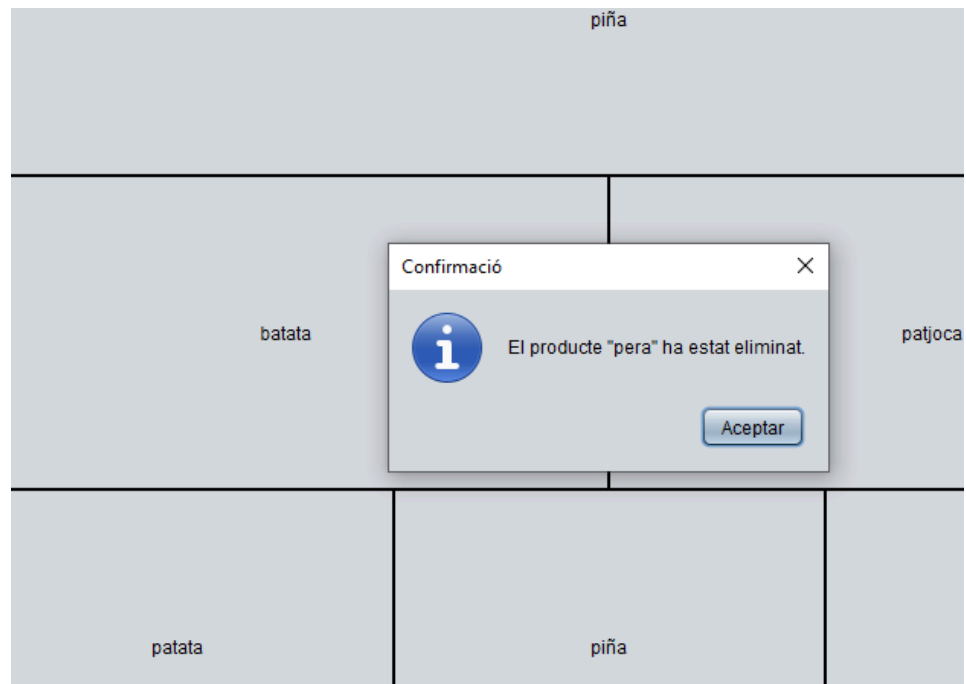 piña
Confirmació
batata
El producte "pera" ha estat eliminat.
patjoca
Aceptar
patata
piña